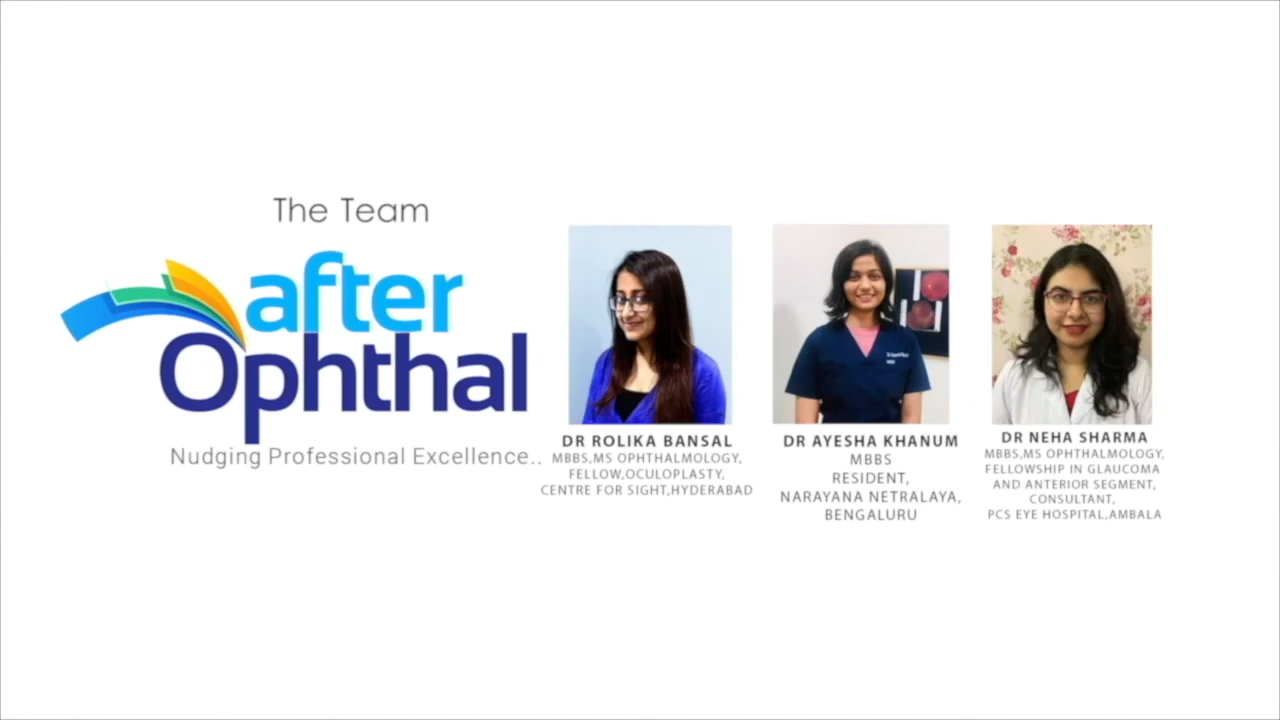 The Team
after
Ophthal
Nudging Professional Excellence..
DR ROLIKA BANSAL
MBBS,MS OPHTHALMOLOGY,
FELLOW,OCULOPLASTY,
CENTRE FOR SIGHT,HYDERABAD
DR AYESHA KHANUM
MBBS
RESIDENT,
NARAYANA NETRALAYA,
BENGALURU
DR NEHA SHARMA
MBBS,MS OPHTHALMOLOGY,
FELLOWSHIP IN GLAUCOMA
AND ANTERIOR SEGMENT,
CONSULTANT,
PCS EYE HOSPITAL,AMBALA